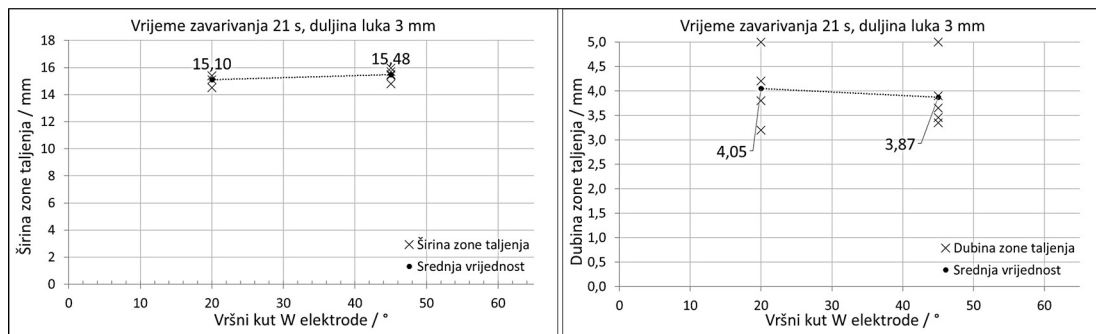 Vrijeme zavarivanja 21 s, duljina luka 3 mm
Širina zone taljenja / mm
18
16
14
12
10
8
6
4
2
0
15,10
15,48
Širina zone taljenja
Srednja vrijednost
0 10 20 30 40 50 60
Vršni kut W elektrode / °
Vrijeme zavarivanja 21 s, duljina luka 3 mm
Dubina zone taljenja / mm
5,0
4,5
4,0
3,5
3,0
2,5
2,0
1,5
1,0
0,5
0,0
4,05
3,87
Dubina zone taljenja
Srednja vrijednost
0 10 20 30 40 50 60
Vršni kut W elektrode / °